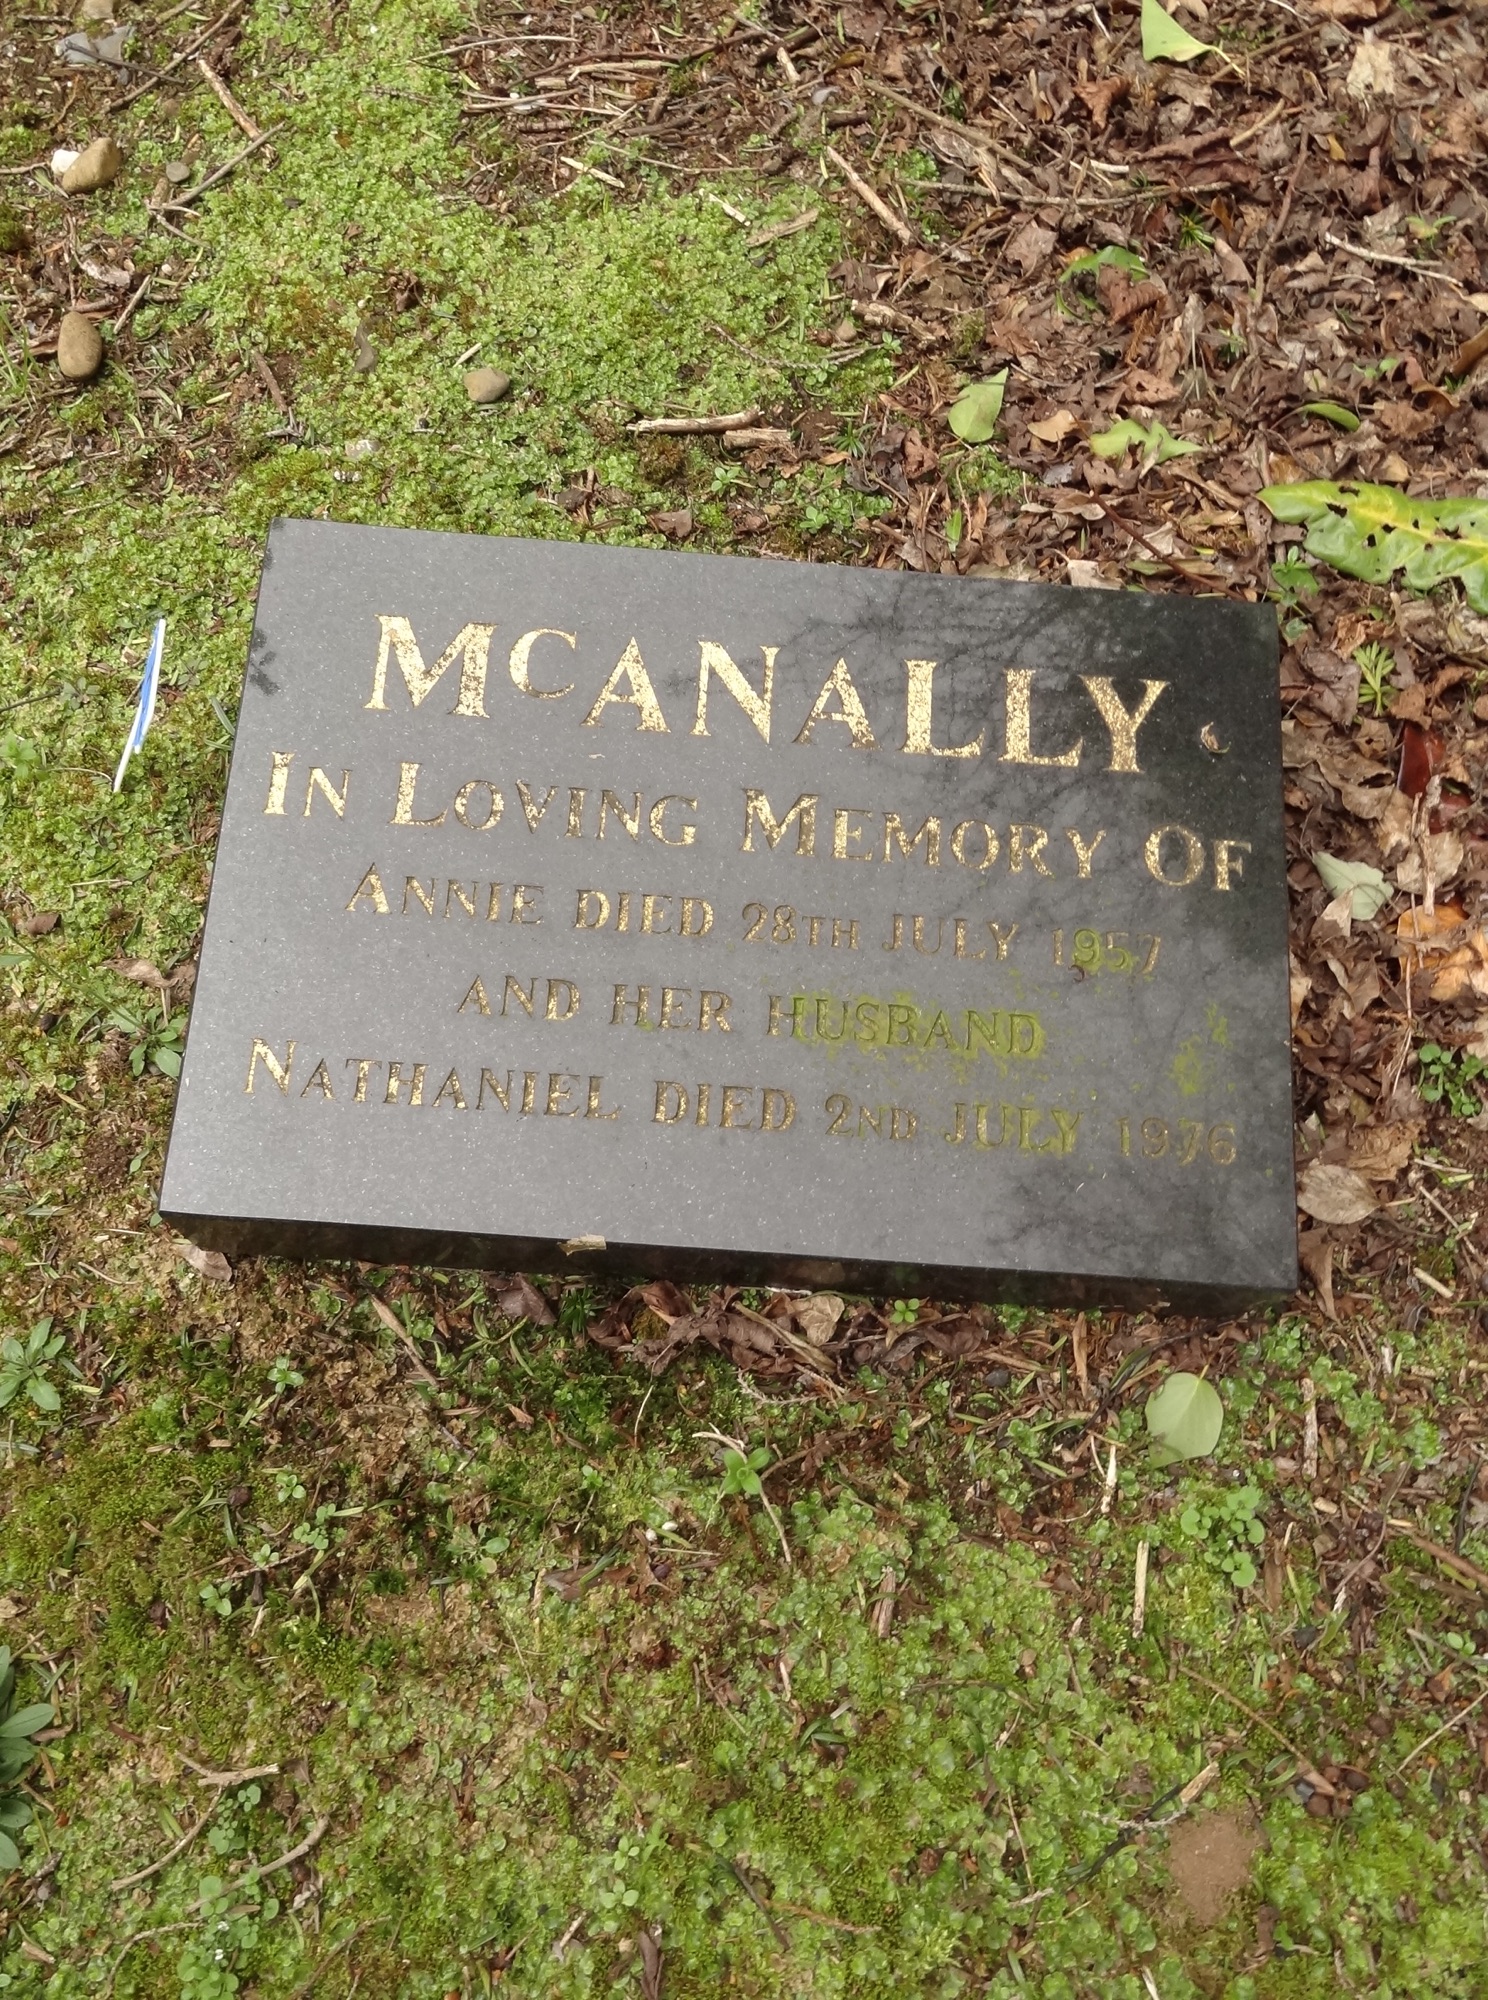 McANALLY
IN LOVING MEMORY OF
ANNIE DIED 28TH JULY 1957
AND HER HUSBAND
NATHANIEL DIED 2ND JULY 1976